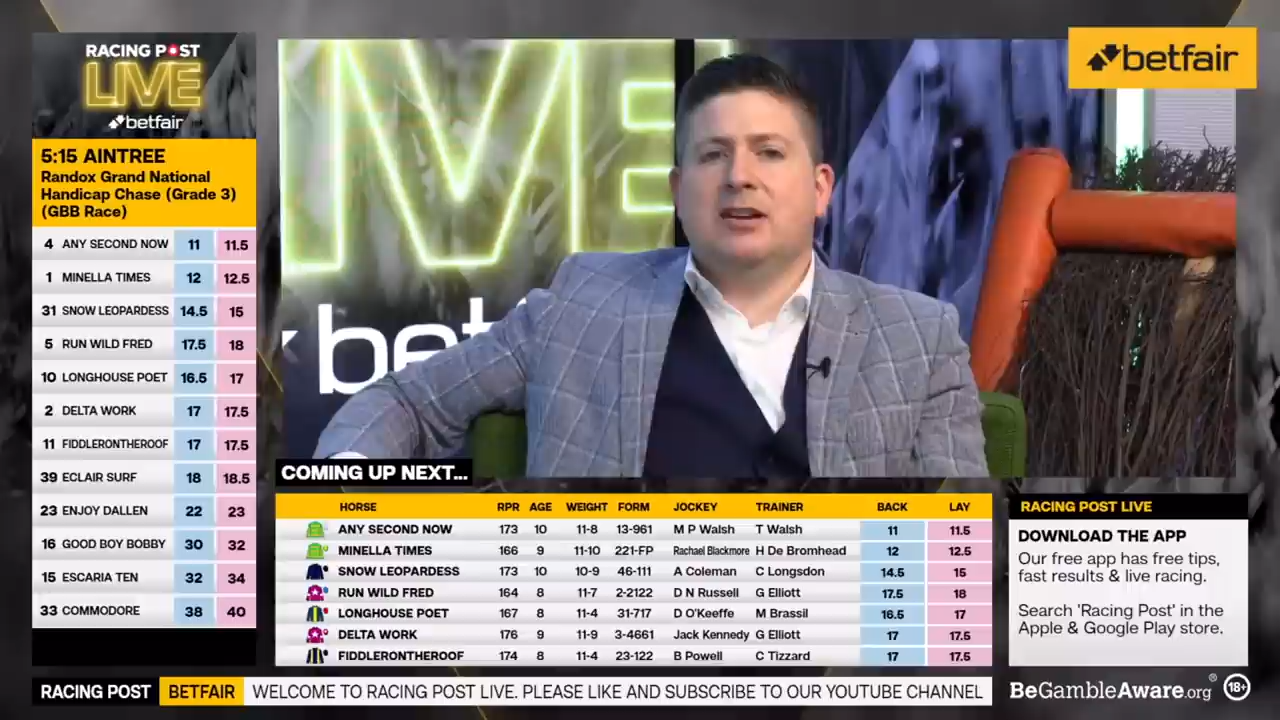 RACING POST
LIVE
betfair
5:15 AINTREE
Randox Grand National
Handicap Chase (Grade 3)
(GBB Race)
4 ANY SECOND NOW 11 11.5
1 MINELLA TIMES 12 12.5
31 SNOW LEOPARDESS 14.5 15
5 RUN WILD FRED 17.5 18
10 LONGHOUSE POET 16.5 17
2 DELTA WORK 17 17.5
11 FIDDLERONTHEROOF 17 17.5
39 ECLAIR SURF 18 18.5
23 ENJOY DALLEN 22 23
16 GOOD BOY BOBBY 30 32
15 ESCARIA TEN 32 34
33 COMMODORE 38 40
betfair
COMING UP NEXT...
HORSE RPR AGE WEIGHT FORM JOCKEY TRAINER BACK LAY
ANY SECOND NOW 173 10 11-8 13-961 M P Walsh T Walsh 11 11.5
MINELLA TIMES 166 9 11-10 221-FP Rachael Blackmore H De Bromhead 12 12.5
SNOW LEOPARDESS 173 10 10-9 46-111 A Coleman C Longsdon 14.5 15
RUN WILD FRED 164 8 11-7 2-2122 D N Russell G Elliott 17.5 18
LONGHOUSE POET 167 8 11-4 31-717 D O'Keeffe M Brassil 16.5 17
DELTA WORK 176 9 11-9 3-4661 Jack Kennedy G Elliott 17 17.5
FIDDLERONTHEROOF 174 8 11-4 23-122 B Powell C Tizzard 17 17.5
RACING POST LIVE
DOWNLOAD THE APP
Our free app has free tips,
fast results & live racing.
Search 'Racing Post' in the
Apple & Google Play store.
RACING POST BETFAIR WELCOME TO RACING POST LIVE. PLEASE LIKE AND SUBSCRIBE TO OUR YOUTUBE CHANNEL
BeGambleAware.org® 18+